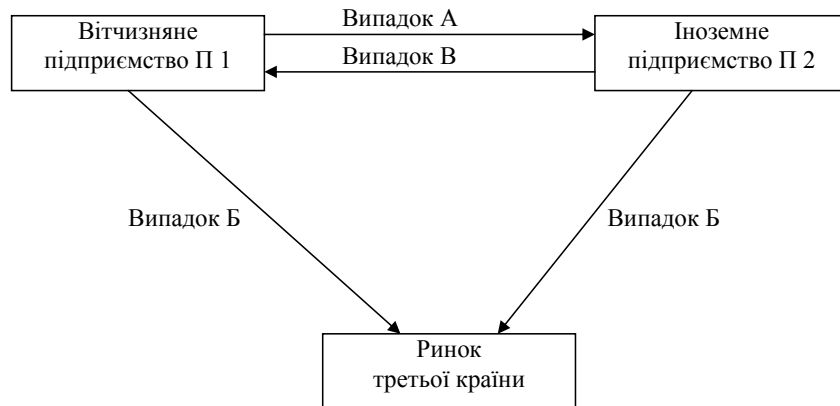 Випадок А
Вітчизняне
підприємство П 1
Випадок В
Іноземне
підприємство П 2
Випадок Б
Випадок Б
Ринок
третьої країни